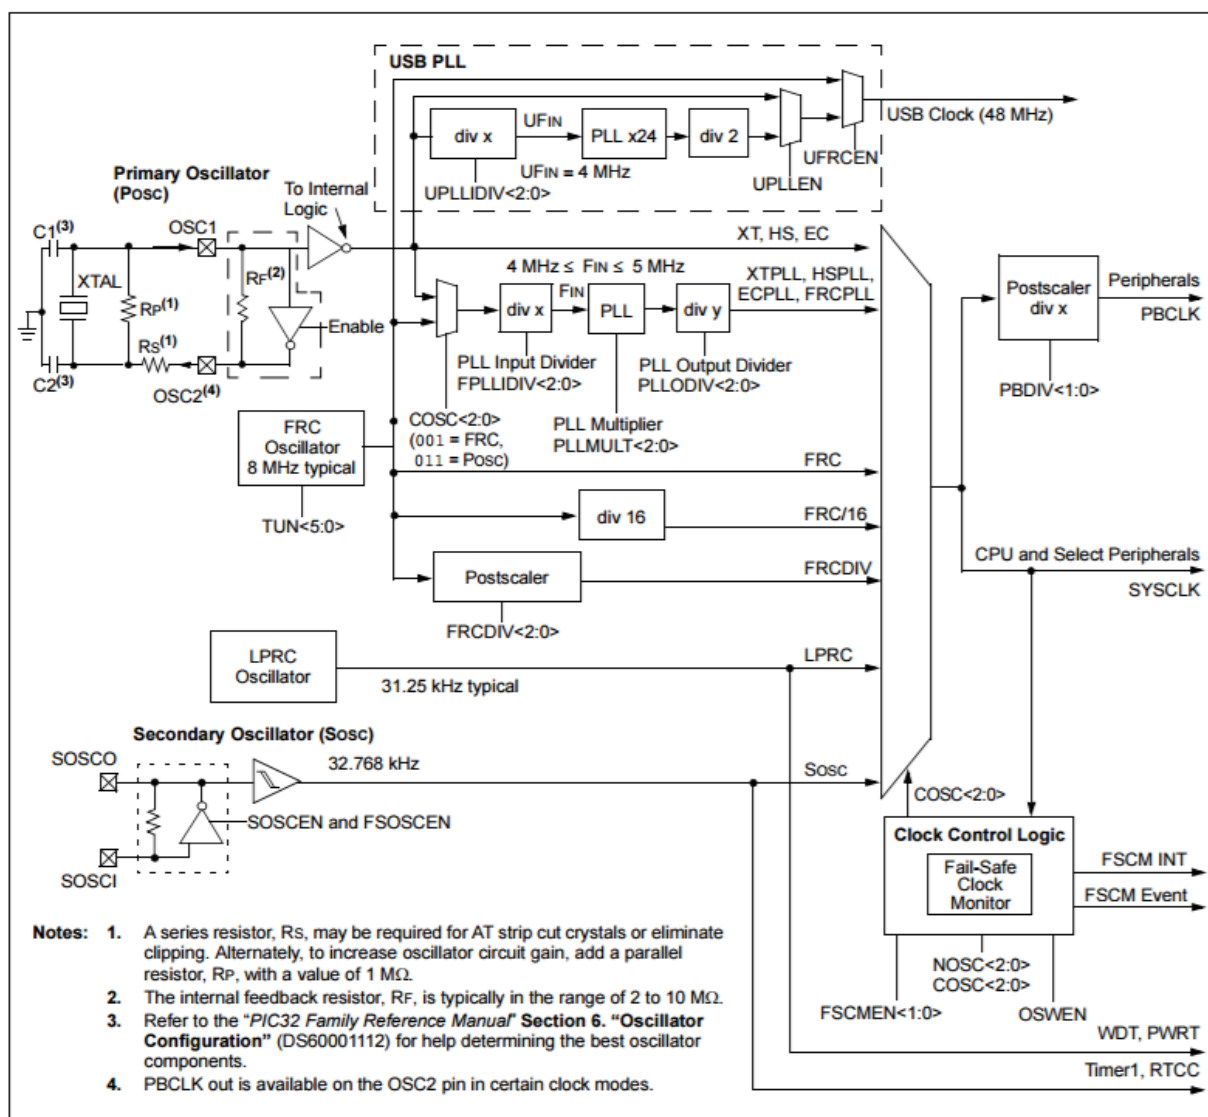 USB PLL
div x
UFIN
PLL x24
div 2
USB Clock (48 MHz)
UFIN = 4 MHz
UFRCEN
UPLLIDIV<2:0>
UPLLEN
Primary Oscillator
(POSC)
To Internal
Logic
C1(3)
OSC1
XTAL
RP(1)
RF(2)
Enable
RS(1)
C2(3)
OSC2(4)
XT, HS, EC
4 MHz ≤ FIN ≤ 5 MHz
XTPLL, HSPLL,
ECPLL, FRCPLL
div x
FIN
PLL
div y
PLL Input Divider
FPLLIDIV<2:0>
PLL Output Divider
PLLODIV<2:0>
COSC<2:0>
(001 = FRC,
011 = POSC)
PLL Multiplier
PLLMULT<2:0>
Postscaler
div x
Peripherals
PBCLK
PBDIV<1:0>
FRC
Oscillator
8 MHz typical
TUN<5:0>
FRC
div 16
FRC/16
Postscaler
FRCDIV
FRCDIV<2:0>
CPU and Select Peripherals
SYSCLK
LPRC
Oscillator
31.25 kHz typical
LPRC
Secondary Oscillator (SOSC)
SOSCO
32.768 kHz
SOSC
SOSCEN and FSOSCEN
SOSCI
COSC<2:0>
Clock Control Logic
Fail-Safe
Clock
Monitor
FSCM INT
FSCM Event
NOSC<2:0>
COSC<2:0>
FSCMEN<1:0>
OSWEN
WDT, PWRT
Timer1, RTCC
Notes: 1. A series resistor, RS, may be required for AT strip cut crystals or eliminate
clipping. Alternately, to increase oscillator circuit gain, add a parallel
resistor, RP, with a value of 1 MΩ.
2. The internal feedback resistor, RF, is typically in the range of 2 to 10 MΩ.
3. Refer to the “PIC32 Family Reference Manual” Section 6. “Oscillator
Configuration” (DS60001112) for help determining the best oscillator
components.
4. PBCLK out is available on the OSC2 pin in certain clock modes.